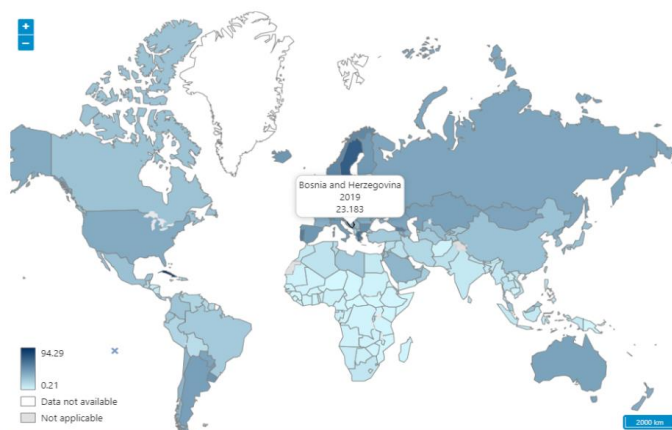 +
−
Bosnia and Herzegovina
2019
23.183
94.29
0.21
Data not available
Not applicable
2000 km